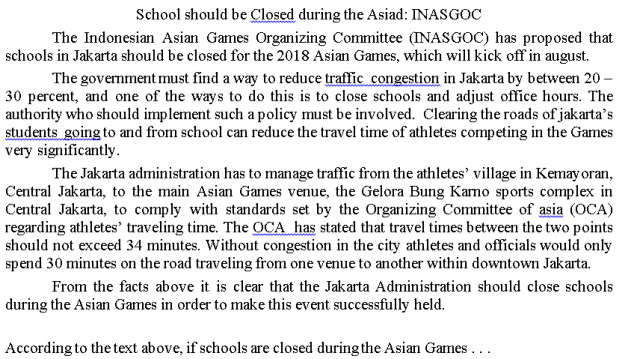 School should be Closed during the Asiad: INASGOC
The Indonesian Asian Games Organizing Committee (INASGOC) has proposed that
schools in Jakarta should be closed for the 2018 Asian Games, which will kick off in august.
The government must find a way to reduce traffic congestion in Jakarta by between 20 –
30 percent, and one of the ways to do this is to close schools and adjust office hours. The
authority who should implement such a policy must be involved. Clearing the roads of jakarta's
students going to and from school can reduce the travel time of athletes competing in the Games
very significantly.
The Jakarta administration has to manage traffic from the athletes' village in Kemayoran,
Central Jakarta, to the main Asian Games venue, the Gelora Bung Karno sports complex in
Central Jakarta, to comply with standards set by the Organizing Committee of asia (OCA)
regarding athletes' traveling time. The OCA has stated that travel times between the two points
should not exceed 34 minutes. Without congestion in the city athletes and officials would only
spend 30 minutes on the road traveling from one venue to another within downtown Jakarta.
From the facts above it is clear that the Jakarta Administration should close schools
during the Asian Games in order to make this event successfully held.
According to the text above, if schools are closed during the Asian Games . . .